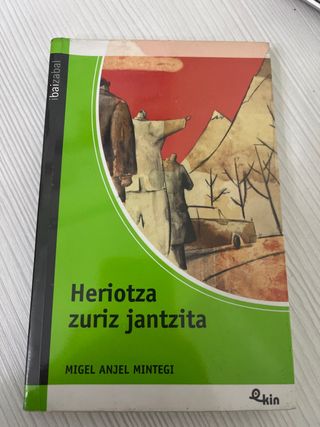 ibaizabal
Heriotza
zuriz jantzita
MIGEL ANJEL MINTEGI
ekin